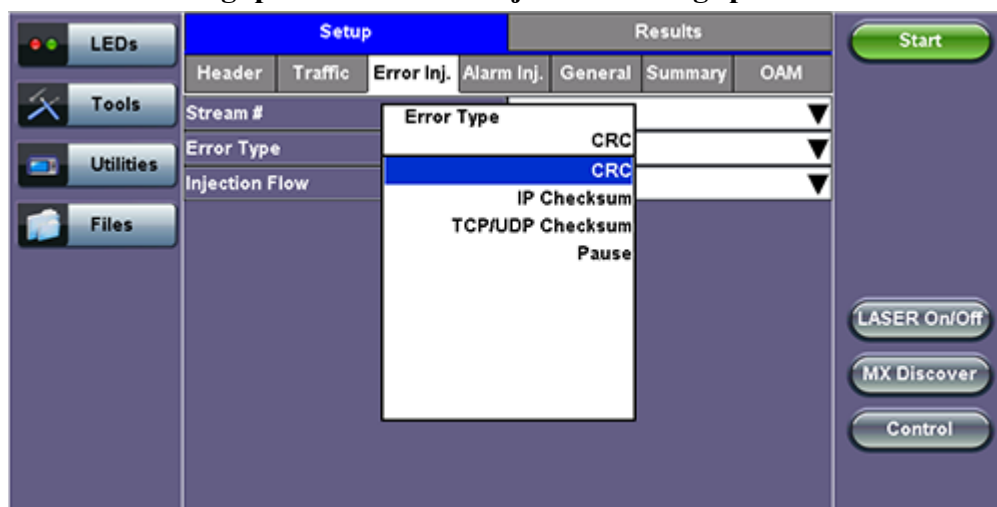 LEDs
Setup
Results
Start
Header
Traffic
Error Inj.
Alarm Inj.
General
Summary
OAM
Tools
Stream #
Error Type
CRC
Error Type
Utilities
CRC
Injection Flow
IP Checksum
Files
TCP/UDP Checksum
Pause
LASER On/Off
MX Discover
Control